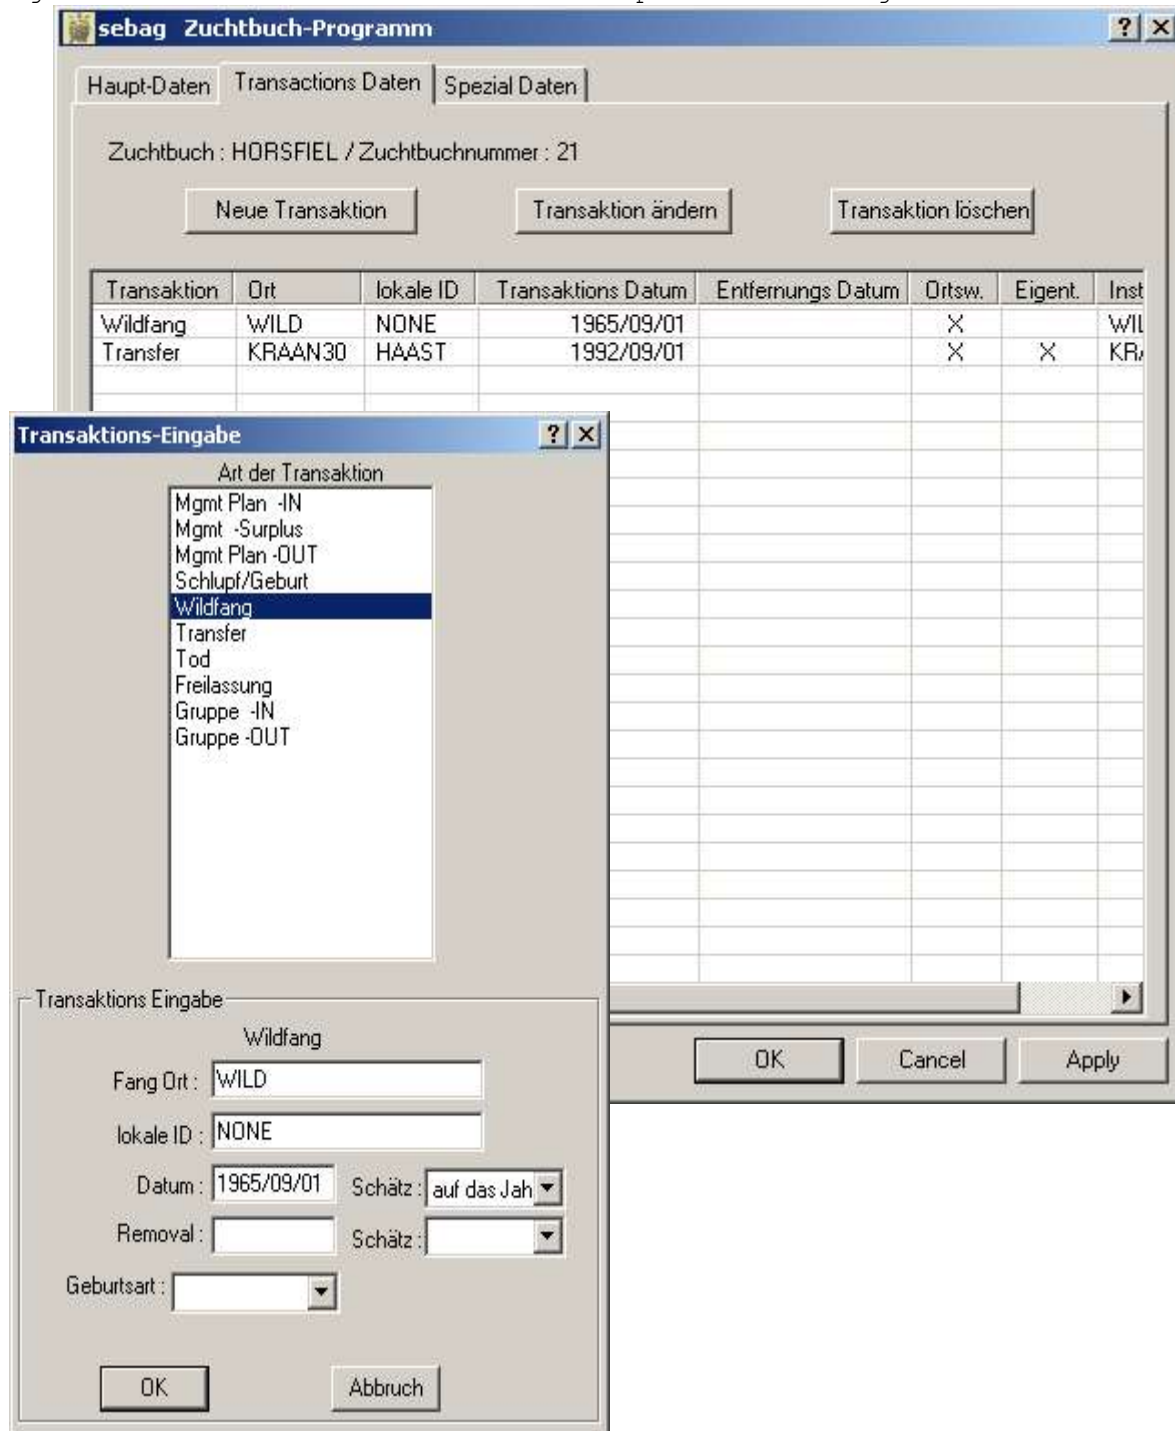 sebag Zuchtbuch-Programm
Haupt-Daten Transactions Daten Spezial Daten
Zuchtbuch : HORSFIEL / Zuchtbuchnummer : 21
Neue Transaktion Transaktion ändern Transaktion löschen
Transaktion Ort lokale ID Transaktions Datum Entfernungs Datum Ortsw. Eigent. Inst
Wildfang WILD NONE 1965/09/01 X WIL
Transfer KRAAN30 HAAST 1992/09/01 X X KRA
Transaktions-Eingabe
Art der Transaktion
Mgmt Plan -IN
Mgmt -Surplus
Mgmt Plan -OUT
Schlupf/Geburt
Wildfang
Transfer
Tod
Freilassung
Gruppe -IN
Gruppe -OUT
Transaktions Eingabe
Wildfang
Fang Ort : WILD
lokale ID : NONE
Datum : 1965/09/01 Schätz : auf das Jah
Removal : Schätz :
Geburtsart :
OK Abbruch
OK Cancel Apply